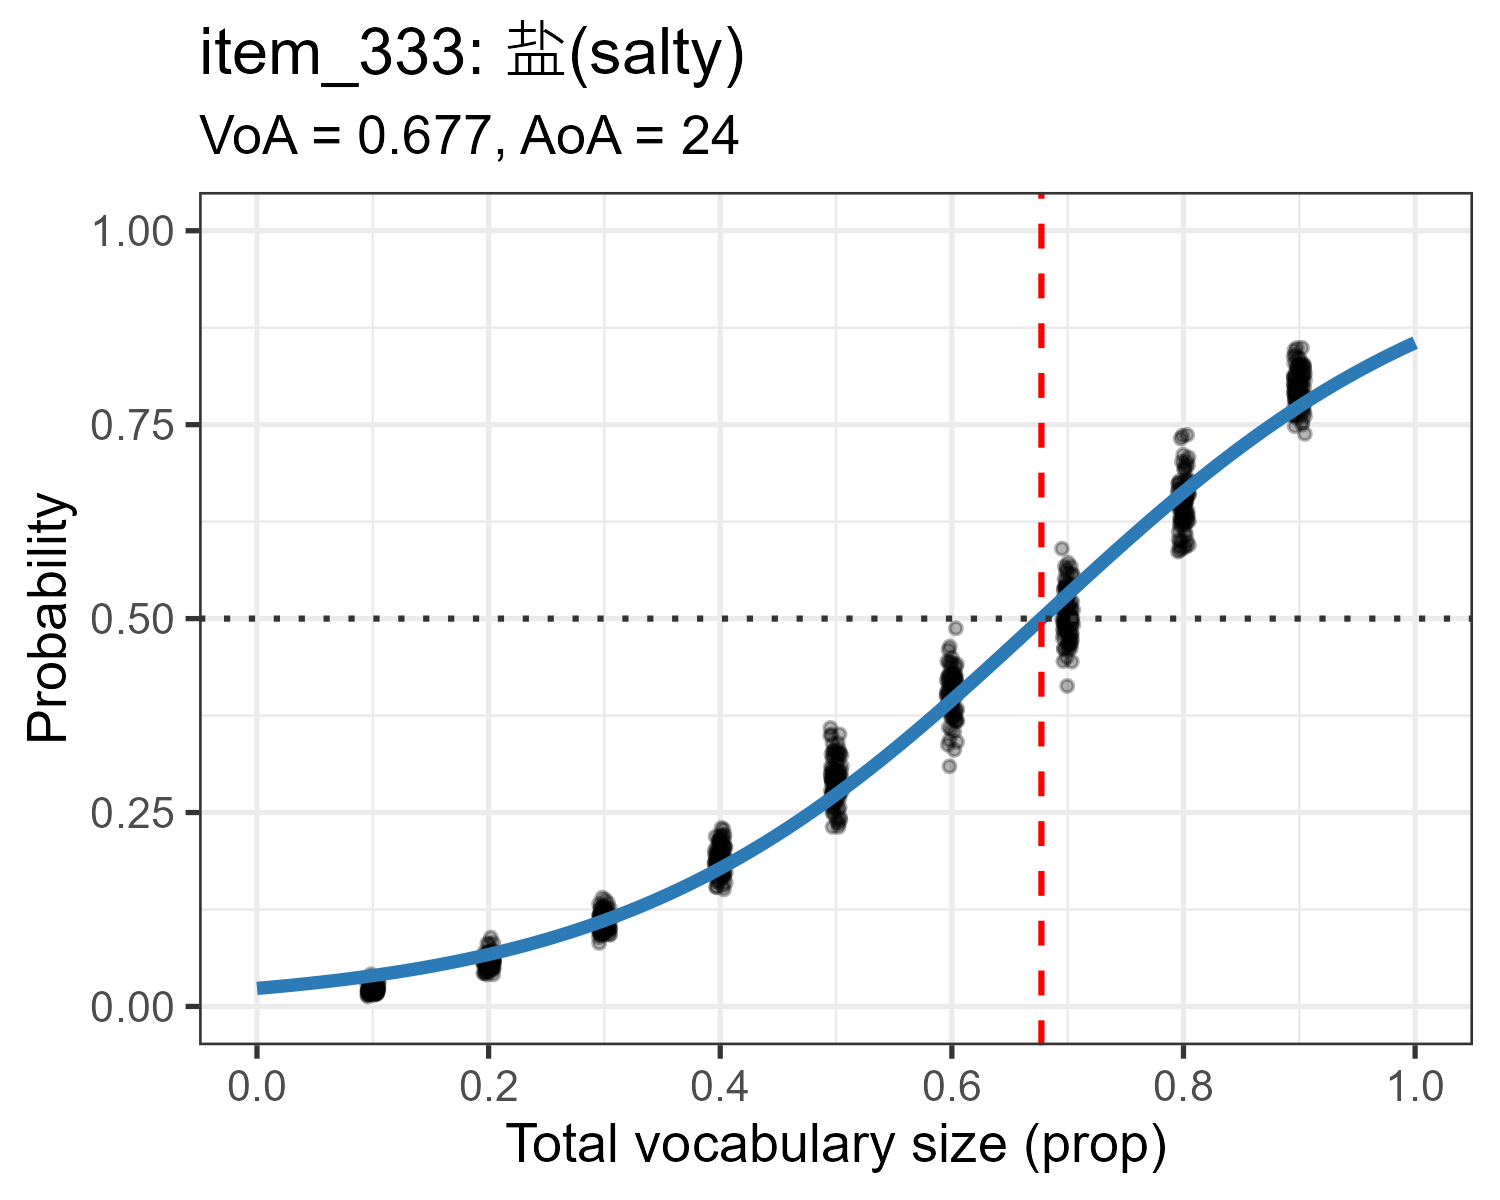 item_333: 盐(salty)
VoA = 0.677, AoA = 24
1.00
0.75
0.50
0.25
0.00
Probability
0.0 0.2 0.4 0.6 0.8 1.0
Total vocabulary size (prop)